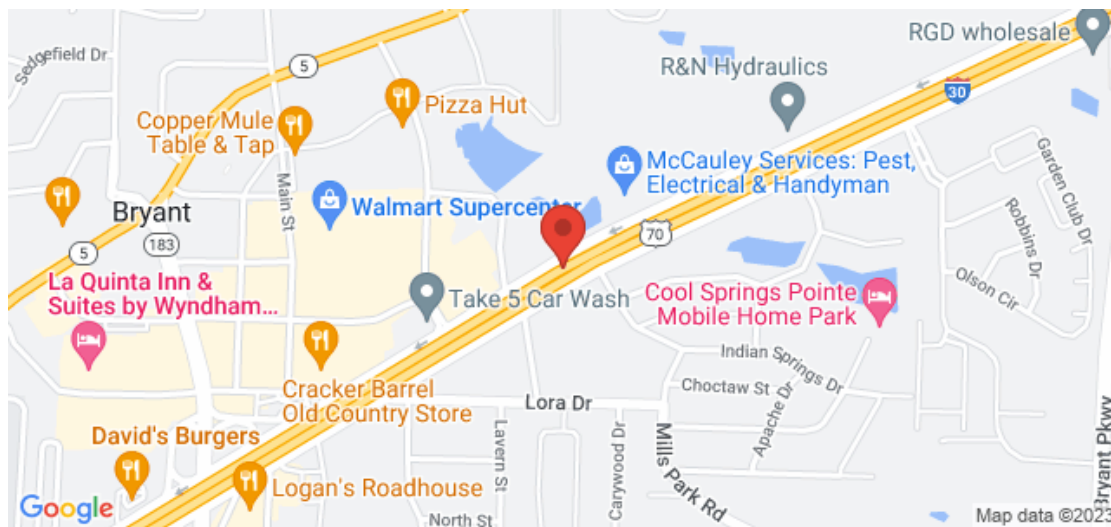 RGD wholesale
Sedgefield Dr
5
R&N Hydraulics
30
Pizza Hut
Copper Mule
Table & Tap
McCauley Services: Pest,
Electrical & Handyman
Garden Club Dr
Main St
Walmart Supercenter
Bryant
Robbins Dr
70
183
5
La Quinta Inn &
Suites by Wyndham...
Take 5 Car Wash
Cool Springs Pointe
Mobile Home Park
Olson Cir
Indian Springs Dr
Cracker Barrel
Old Country Store
Choctaw St
Lora Dr
Apache Dr
David's Burgers
Lavern St
Carywood Dr
Mills Park Rd
Bryant Pkwy
Logan's Roadhouse
Google
North St
Map data ©2023